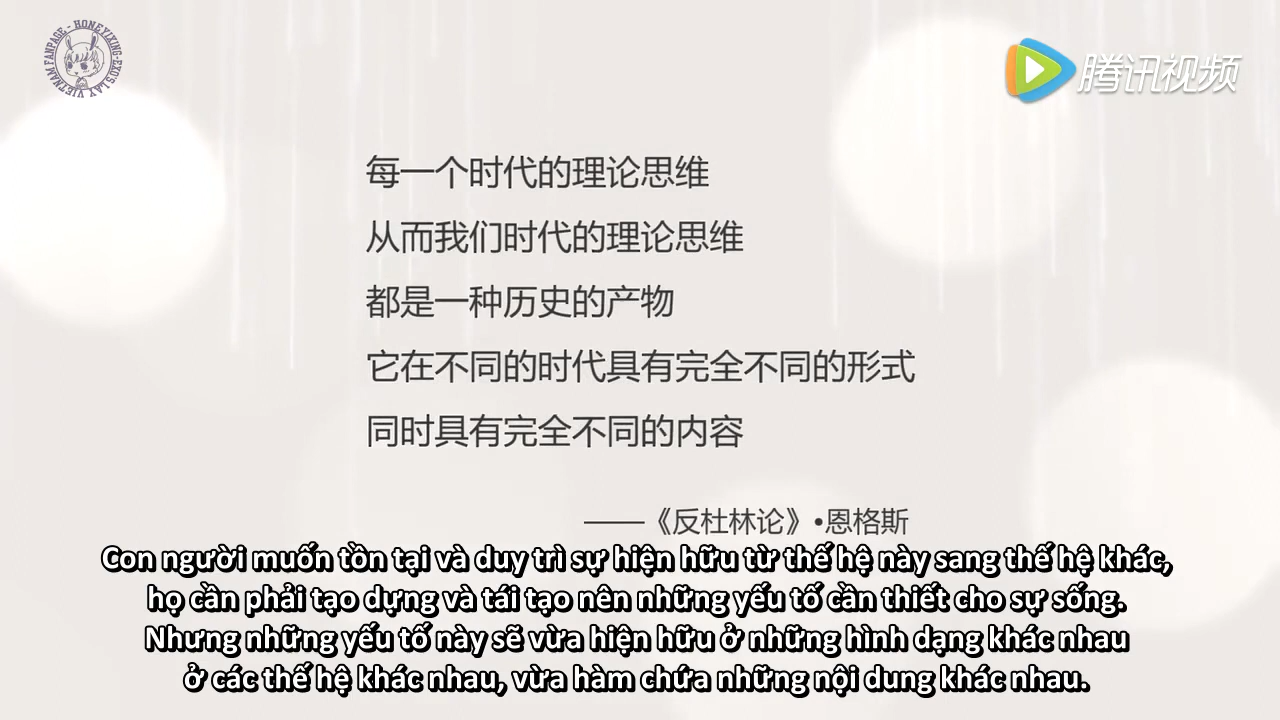 HONEYIXING-EXO'S LAY VIETNAM FANPAGE -
腾讯视频
每一个时代的理论思维
从而我们时代的理论思维
都是一种历史的产物
它在不同的时代具有完全不同的形式
同时具有完全不同的内容
——《反杜林论》•恩格斯
Con người muốn tồn tại và duy trì sự hiện hữu từ thế hệ này sang thế hệ khác,
họ cần phải tạo dựng và tái tạo nên những yếu tố cần thiết cho sự sống.
Nhưng những yếu tố này sẽ vừa hiện hữu ở những hình dạng khác nhau
ở các thế hệ khác nhau, vừa hàm chứa những nội dung khác nhau.